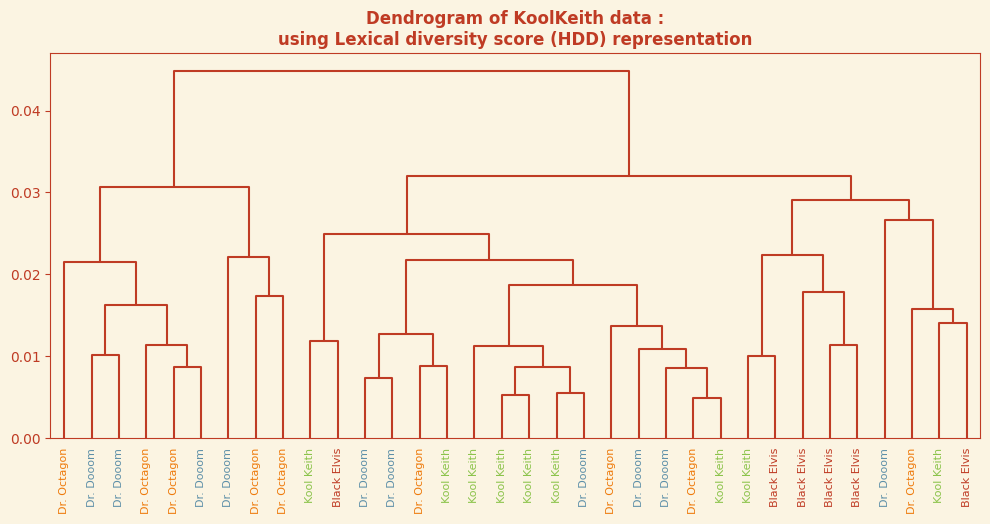 Dendrogram of KoolKeith data :
using Lexical diversity score (HDD) representation
0.04
0.03
0.02
0.01
0.00
Dr. Octagon
Dr. Dooom
Dr. Dooom
Dr. Octagon
Dr. Octagon
Dr. Dooom
Dr. Dooom
Dr. Octagon
Dr. Octagon
Kool Keith
Black Elvis
Dr. Dooom
Dr. Dooom
Dr. Octagon
Kool Keith
Kool Keith
Kool Keith
Kool Keith
Kool Keith
Dr. Dooom
Dr. Octagon
Dr. Dooom
Dr. Dooom
Dr. Octagon
Kool Keith
Kool Keith
Black Elvis
Black Elvis
Black Elvis
Black Elvis
Dr. Dooom
Dr. Octagon
Kool Keith
Black Elvis